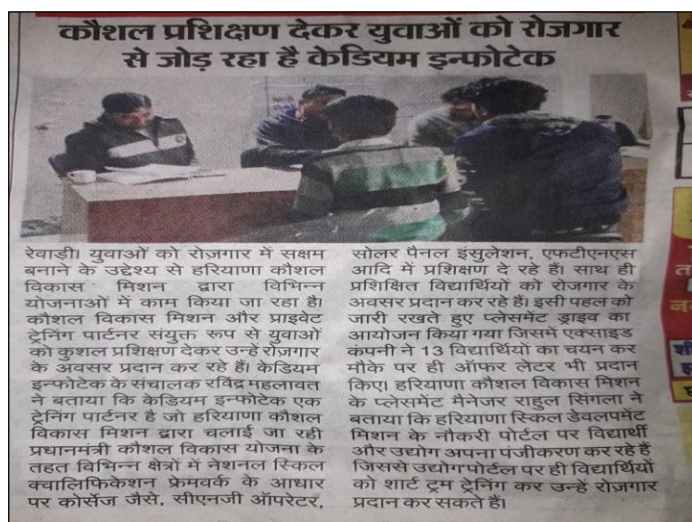 कौशल प्रशिक्षण देकर युवाओं को रोजगार
से जोड़ रहा है केडियम इन्फोटेक
रेवाड़ी। युवाओं को रोज़गार में सक्षम
बनाने के उद्देश्य से हरियाणा कौशल
विकास मिशन द्वारा विभिन्न
योजनाओं में काम किया जा रहा है।
कौशल विकास मिशन और प्राइवेट
ट्रेनिंग पार्टनर संयुक्त रूप से युवाओं
को कुशल प्रशिक्षण देकर उन्हें रोज़गार
के अवसर प्रदान कर रहे हैं। केडियम
इन्फोटेक के संचालक रविंद्र महलावत
ने बताया कि केडियम इन्फोटेक एक
ट्रेनिंग पार्टनर है जो हरियाणा कौशल
विकास मिशन द्वारा चलाई जा रही
प्रधानमंत्री कौशल विकास योजना के
तहत विभिन्न क्षेत्रों में नेशनल स्किल
क्वालिफिकेशन फ्रेमवर्क के आधार
पर कोर्सेज जैसे, सीएनजी ऑपरेटर,
सोलर पैनल इंसुलेशन, एफटीएनएस
आदि में प्रशिक्षण दे रहे हैं। साथ ही
प्रशिक्षित विद्यार्थियों को रोजगार के
अवसर प्रदान कर रहे हैं। इसी पहल को
जारी रखते हुए प्लेसमेंट ड्राइव का
आयोजन किया गया जिसमें एक्साइड
कंपनी ने 13 विद्यार्थियों का चयन कर
मौके पर ही ऑफर लेटर भी प्रदान
किए। हरियाणा कौशल विकास मिशन
के प्लेसमेंट मैनेजर राहुल सिंगला ने
बताया कि हरियाणा स्किल डेवलपमेंट
मिशन के नौकरी पोर्टल पर विद्यार्थी
और उद्योग अपना पंजीकरण कर रहे हैं
जिससे उद्योग पोर्टल पर ही विद्यार्थियों
को शार्ट ट्रम ट्रेनिंग कर उन्हें रोज़गार
प्रदान कर सकते हैं।